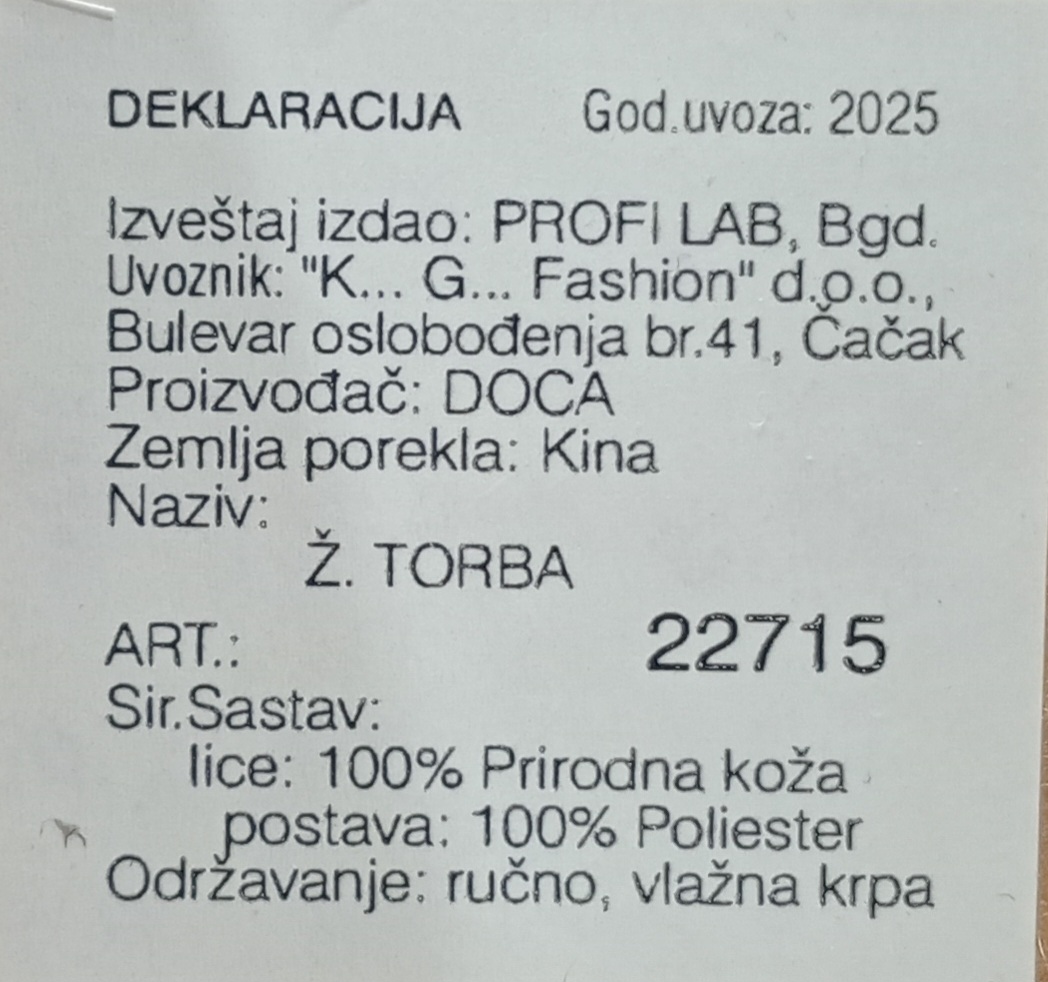 DEKLARACIJA God.uvoza: 2025
Izveštaj izdao: PROFI LAB, Bgd.
Uvoznik: "K... G... Fashion" d.o.o.,
Bulevar oslobođenja br.41, Čačak
Proizvođač: DOCA
Zemlja porekla: Kina
Naziv:
Ž. TORBA
ART.: 22715
Sir.Sastav:
lice: 100% Prirodna koža
postava: 100% Poliester
Održavanje: ručno, vlažna krpa